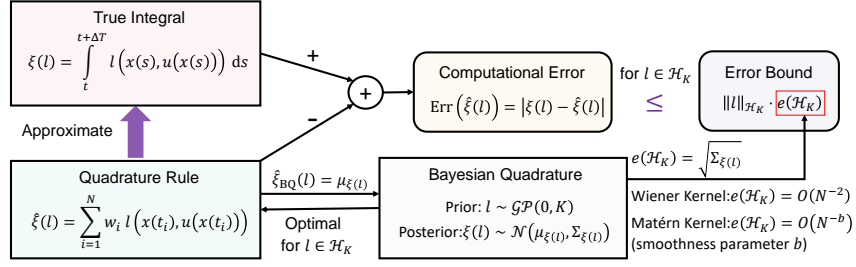 True Integral
ξ(l) = ∫_t^{t+ΔT} l(x(s), u(x(s))) ds
Approximate
Quadrature Rule
ξ̂(l) = ∑_{i=1}^{N} w_i l(x(t_i), u(x(t_i)))
+
-
+
Computational Error
Err(ξ̂(l)) = |ξ(l) − ξ̂(l)|
for l ∈ ℋ_K
≤
Error Bound
‖l‖_{ℋ_K} · e(ℋ_K)
ξ̂_BQ(l) = μ_{ξ(l)}
Optimal
for l ∈ ℋ_K
Bayesian Quadrature
Prior: l ~ 𝒢𝒫(0, K)
Posterior:ξ(l) ~ 𝒩(μ_{ξ(l)}, Σ_{ξ(l)})
e(ℋ_K) = √Σ_{ξ(l)}
Wiener Kernel:e(ℋ_K) = O(N^{-2})
Matérn Kernel:e(ℋ_K) = O(N^{-b})
(smoothness parameter b)